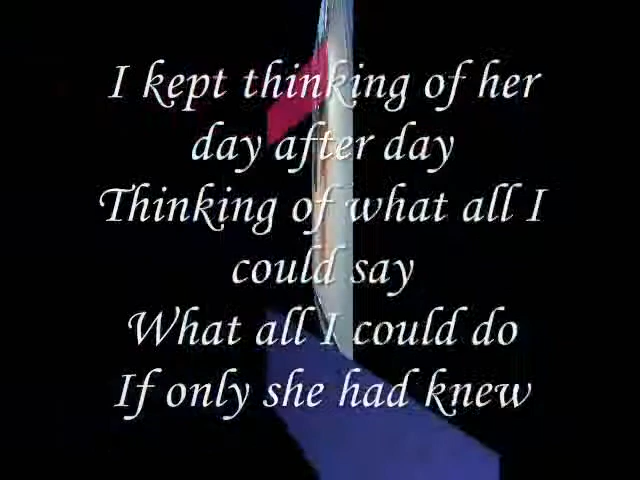 I kept thinking of her
day after day
Thinking of what all I
could say
What all I could do
If only she had knew